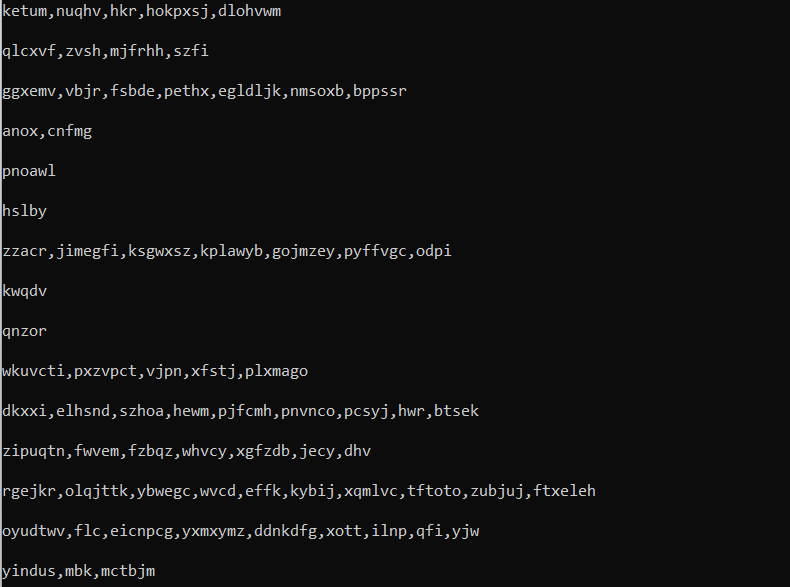 ketum,nuqhv,hkr,hokpxsj,dlohvwm
qlcxvf,zvsh,mjfrhh,szfi
ggxemv,vbjr,fsbde,pethx,egldljk,nmsoxb,bppssr
anox,cnfmg
pnoawl
hslby
zzacr,jimegfi,ksgwxsz,kplawyb,gojmzey,pyffvgc,odpi
kwqdv
qnzor
wkuvcti,pxzvpct,vjpn,xfstj,plxmago
dkxxi,elhsnd,szhoa,hewm,pjfcmh,pnvnco,pcsyj,hwr,btsek
zipuqtn,fwvem,fzbqz,whvcy,xgfzdb,jecy,dhv
rgejkr,olqjttk,ybwegc,wvcd,effk,kybij,xqmlvc,tftoto,zubjuj,ftxeleh
oyudtwv,flc,eicnpcg,yxmxymz,ddnkdfg,xott,ilnp,qfi,yjw
yindus,mbk,mctbjm